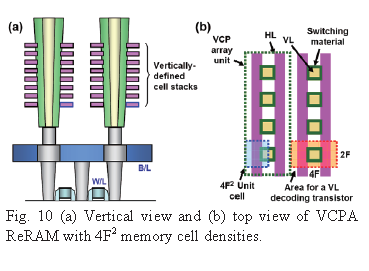 (a)
Vertically-
defined
cell stacks
B/L
W/L
(b)
VCP
array
unit
HL
VL
Switching
material
2F
4F
4F² Unit
cell
Area for a VL
decoding transistor
Fig. 10 (a) Vertical view and (b) top view of VCPA
ReRAM with 4F² memory cell densities.